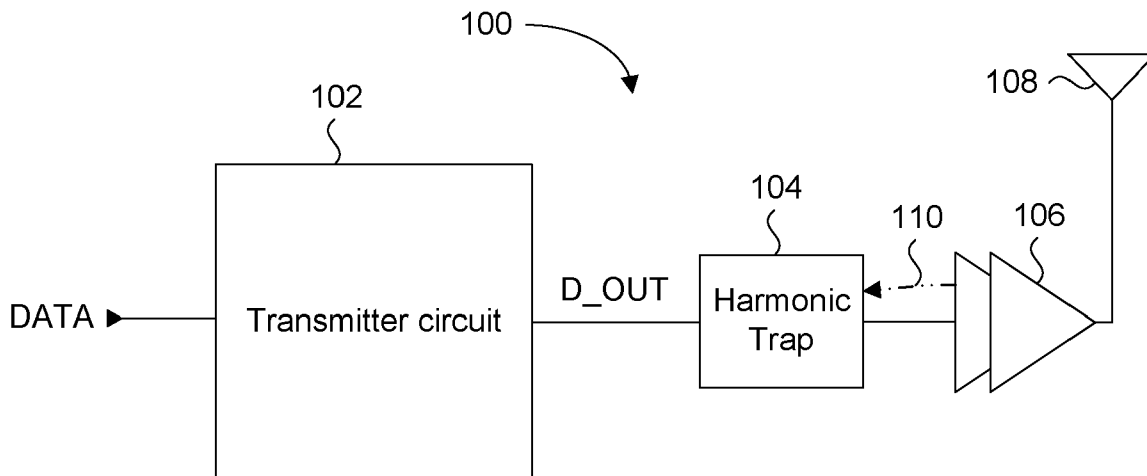 100
108
102
104
110
106
D_OUT
DATA
Transmitter circuit
Harmonic
Trap